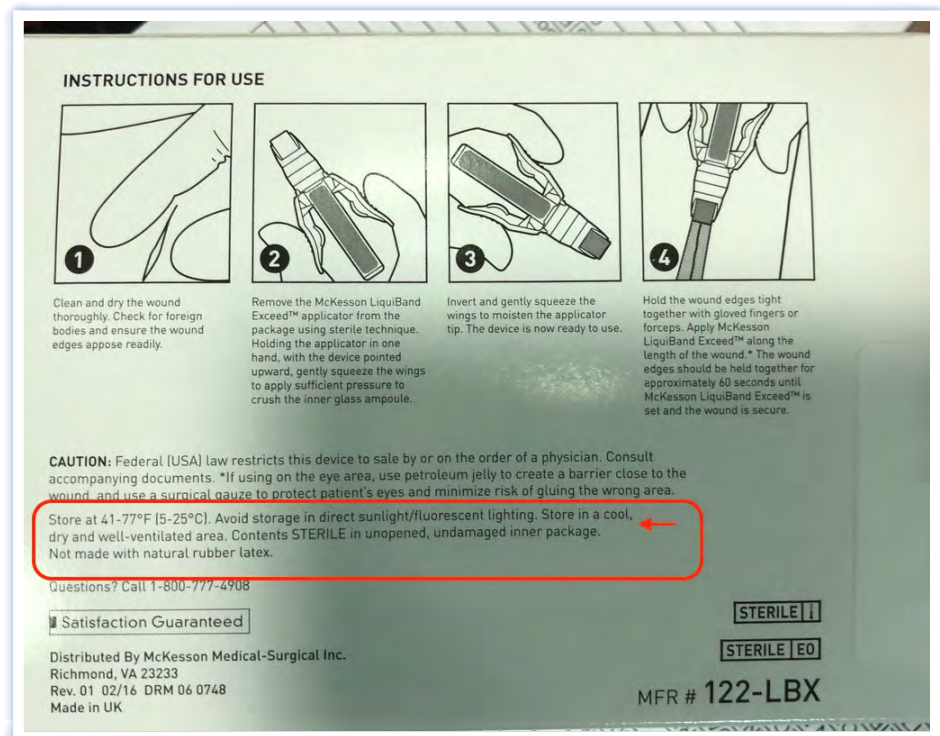 INSTRUCTIONS FOR USE
1
Clean and dry the wound
thoroughly. Check for foreign
bodies and ensure the wound
edges appose readily.
2
Remove the McKesson LiquiBand
Exceed™ applicator from the
package using sterile technique.
Holding the applicator in one
hand, with the device pointed
upward, gently squeeze the wings
to apply sufficient pressure to
crush the inner glass ampoule.
3
Invert and gently squeeze the
wings to moisten the applicator
tip. The device is now ready to use.
4
Hold the wound edges tight
together with gloved fingers or
forceps. Apply McKesson
LiquiBand Exceed™ along the
length of the wound.* The wound
edges should be held together for
approximately 60 seconds until
McKesson LiquiBand Exceed™ is
set and the wound is secure.
CAUTION: Federal (USA) law restricts this device to sale by or on the order of a physician. Consult
accompanying documents. *If using on the eye area, use petroleum jelly to create a barrier close to the
wound, and use a surgical gauze to protect patient's eyes and minimize risk of gluing the wrong area.
Store at 41-77°F (5-25°C). Avoid storage in direct sunlight/fluorescent lighting. Store in a cool,
dry and well-ventilated area. Contents STERILE in unopened, undamaged inner package.
Not made with natural rubber latex.
Questions? Call 1-800-777-4908
Satisfaction Guaranteed
Distributed By McKesson Medical-Surgical Inc.
Richmond, VA 23233
Rev. 01 02/16 DRM 06 0748
Made in UK
STERILE
STERILE EO
MFR # 122-LBX